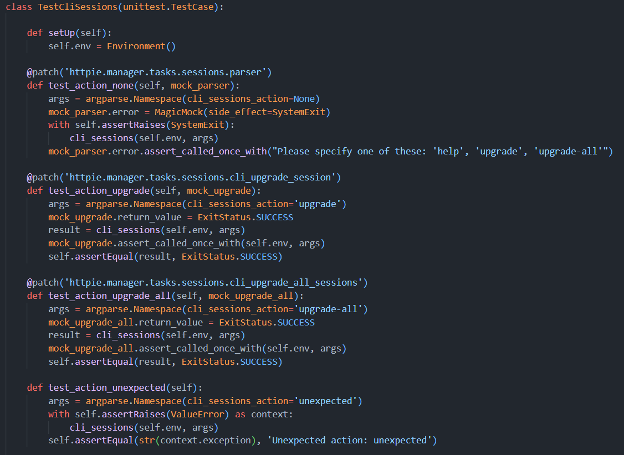 class TestCliSessions(unittest.TestCase):
def setUp(self):
self.env = Environment()
@patch('httpie.manager.tasks.sessions.parser')
def test_action_none(self, mock_parser):
args = argparse.Namespace(cli_sessions_action=None)
mock_parser.error = MagicMock(side_effect=SystemExit)
with self.assertRaises(SystemExit):
cli_sessions(self.env, args)
mock_parser.error.assert_called_once_with("Please specify one of these: 'help', 'upgrade', 'upgrade-all'")
@patch('httpie.manager.tasks.sessions.cli_upgrade_session')
def test_action_upgrade(self, mock_upgrade):
args = argparse.Namespace(cli_sessions_action='upgrade')
mock_upgrade.return_value = ExitStatus.SUCCESS
result = cli_sessions(self.env, args)
mock_upgrade.assert_called_once_with(self.env, args)
self.assertEqual(result, ExitStatus.SUCCESS)
@patch('httpie.manager.tasks.sessions.cli_upgrade_all_sessions')
def test_action_upgrade_all(self, mock_upgrade_all):
args = argparse.Namespace(cli_sessions_action='upgrade-all')
mock_upgrade_all.return_value = ExitStatus.SUCCESS
result = cli_sessions(self.env, args)
mock_upgrade_all.assert_called_once_with(self.env, args)
self.assertEqual(result, ExitStatus.SUCCESS)
def test_action_unexpected(self):
args = argparse.Namespace(cli_sessions_action='unexpected')
with self.assertRaises(ValueError) as context:
cli_sessions(self.env, args)
self.assertEqual(str(context.exception), 'Unexpected action: unexpected')